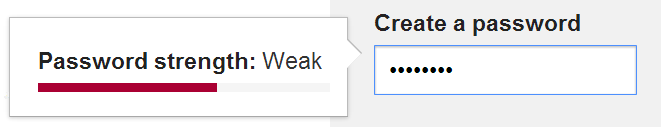 Create a password
Password strength: Weak
••••••••